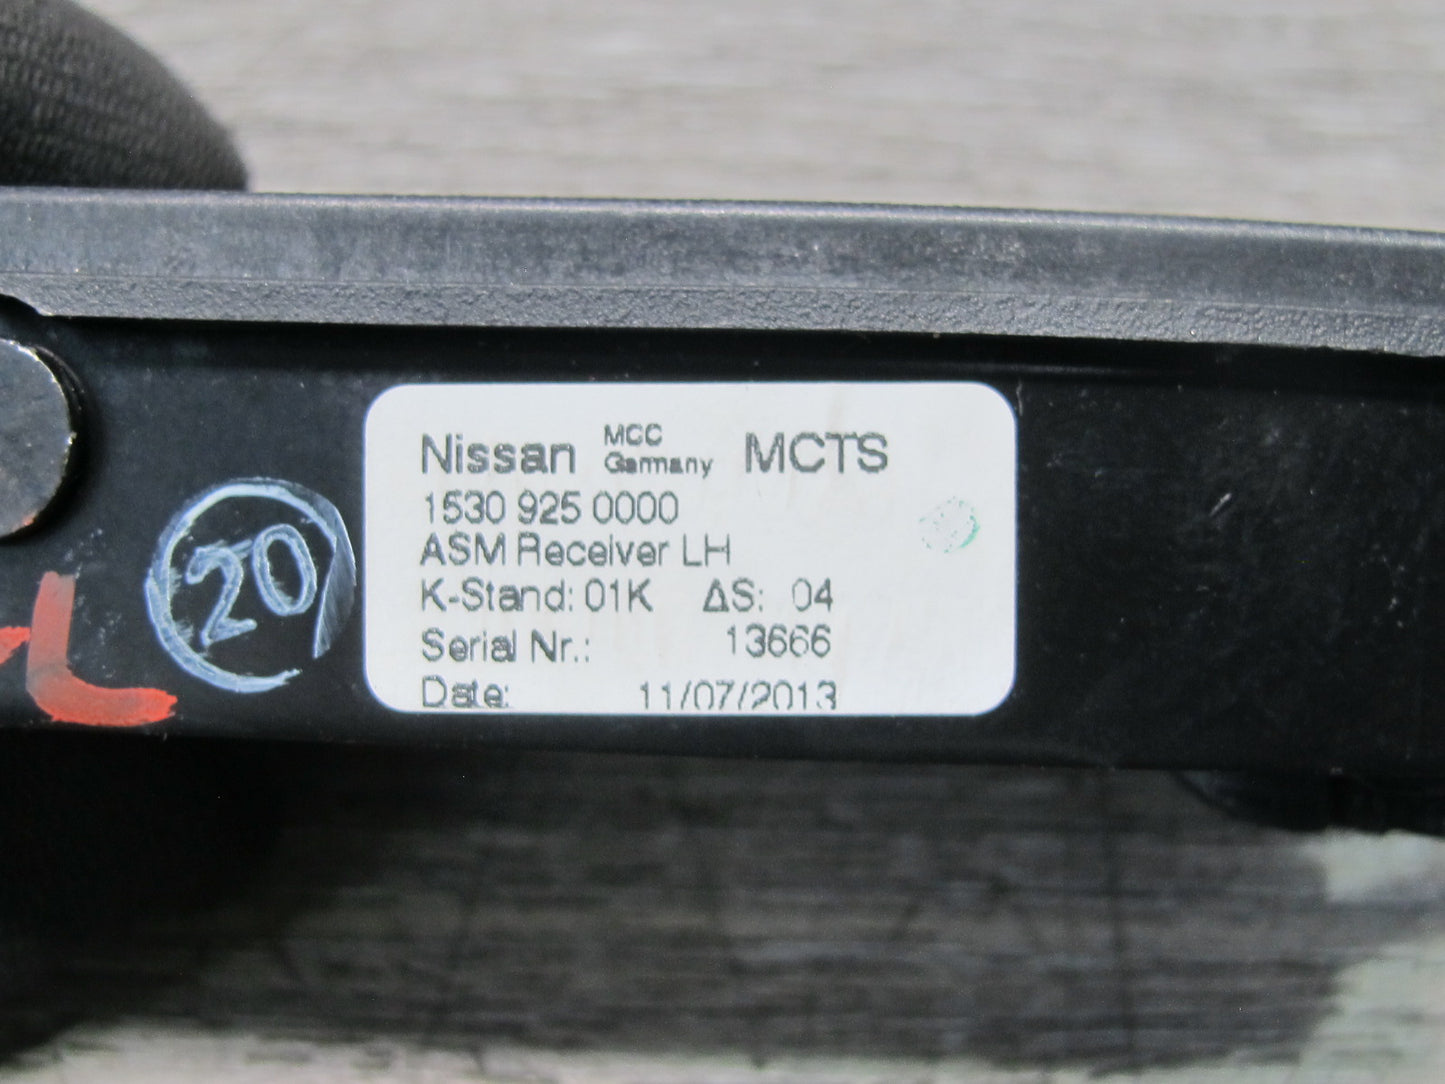 Nissan MCC Germany MCTS
1530 925 0000
ASM Receiver LH
K-Stand: 01K ΔS: 04
Serial Nr.: 13666
Date: 11/07/2013
20
L